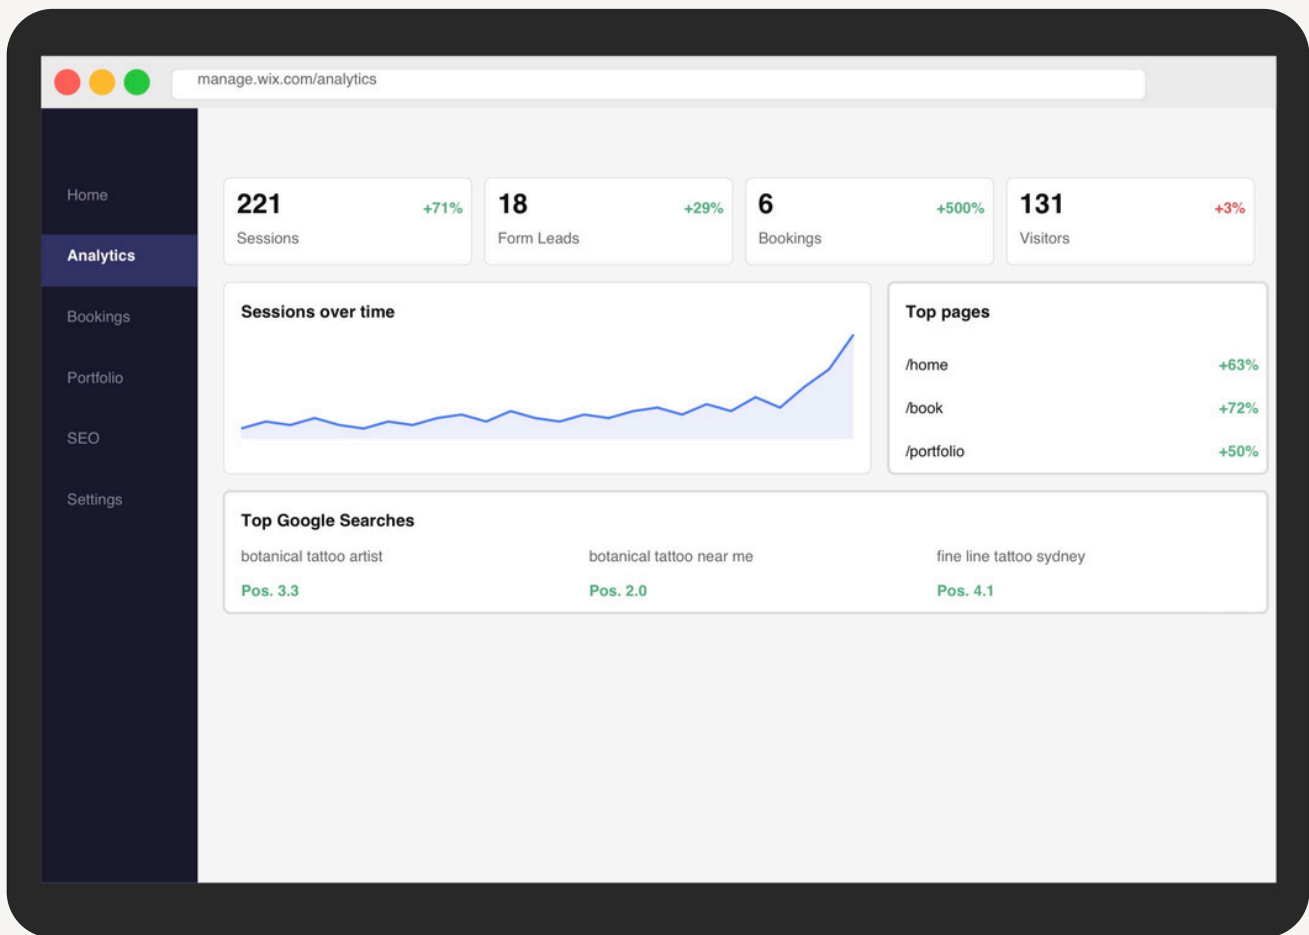 manage.wix.com/analytics
Home
Analytics
Bookings
Portfolio
SEO
Settings
221 +71%
Sessions
18 +29%
Form Leads
6 +500%
Bookings
131 +3%
Visitors
Sessions over time
Top pages
/home +63%
/book +72%
/portfolio +50%
Top Google Searches
botanical tattoo artist
Pos. 3.3
botanical tattoo near me
Pos. 2.0
fine line tattoo sydney
Pos. 4.1